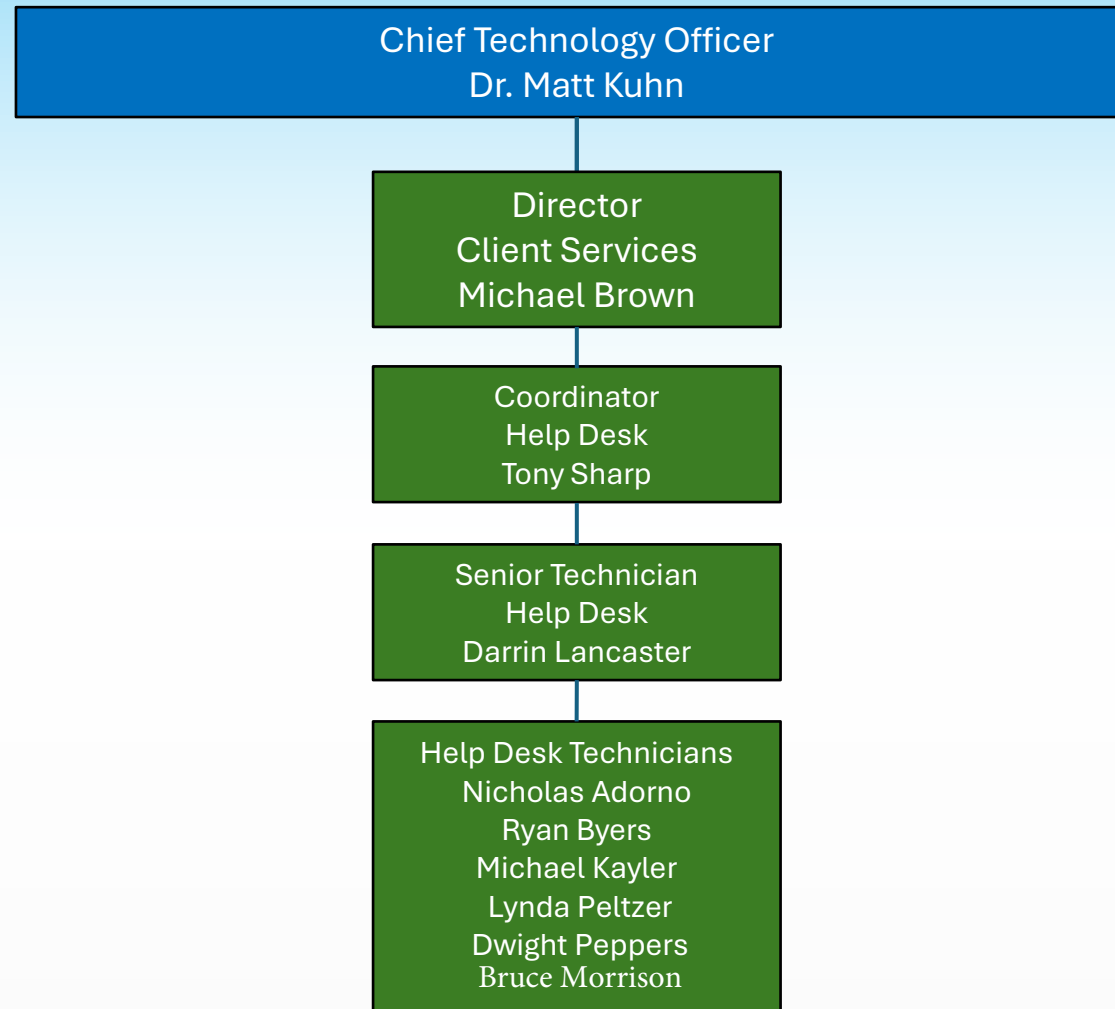 Chief Technology Officer
Dr. Matt Kuhn
Director
Client Services
Michael Brown
Coordinator
Help Desk
Tony Sharp
Senior Technician
Help Desk
Darrin Lancaster
Help Desk Technicians
Nicholas Adorno
Ryan Byers
Michael Kayler
Lynda Peltzer
Dwight Peppers
Bruce Morrison